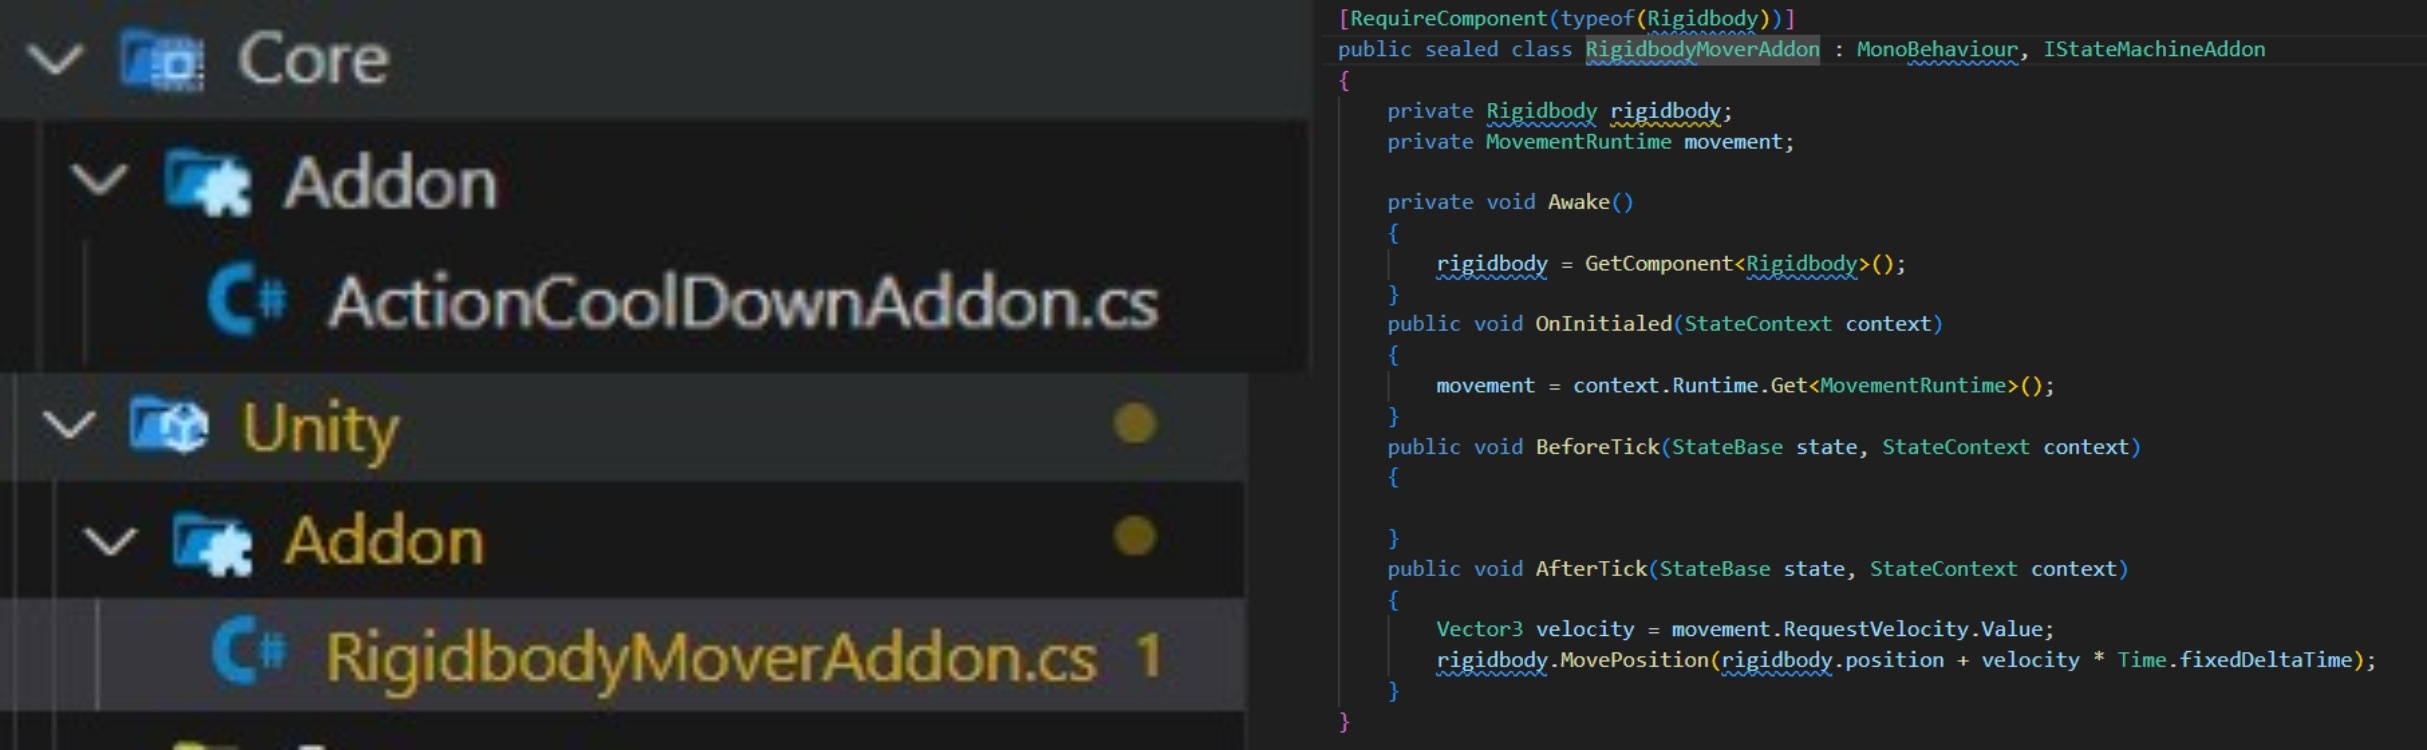 Core
Addon
ActionCoolDownAddon.cs
Unity
Addon
RigidbodyMoverAddon.cs 1
[RequireComponent(typeof(Rigidbody))]
public sealed class RigidbodyMoverAddon : MonoBehaviour, IStateMachineAddon
{
    private Rigidbody rigidbody;
    private MovementRuntime movement;

    private void Awake()
    {
        rigidbody = GetComponent<Rigidbody>();
    }
    public void OnInitialed(StateContext context)
    {
        movement = context.Runtime.Get<MovementRuntime>();
    }
    public void BeforeTick(StateBase state, StateContext context)
    {

    }
    public void AfterTick(StateBase state, StateContext context)
    {
        Vector3 velocity = movement.RequestVelocity.Value;
        rigidbody.MovePosition(rigidbody.position + velocity * Time.fixedDeltaTime);
    }
}